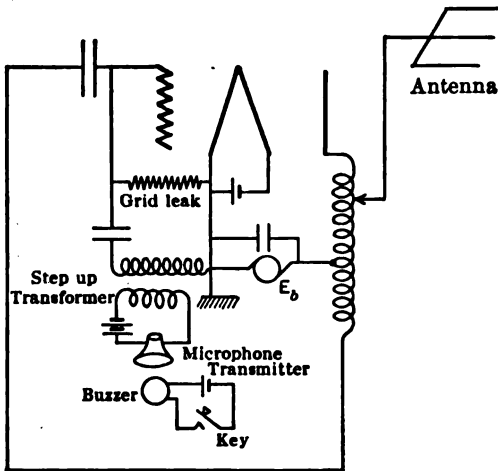 Antenna
Grid leak
Step up
Transformer
E_b
Microphone
Transmitter
Buzzer
Key